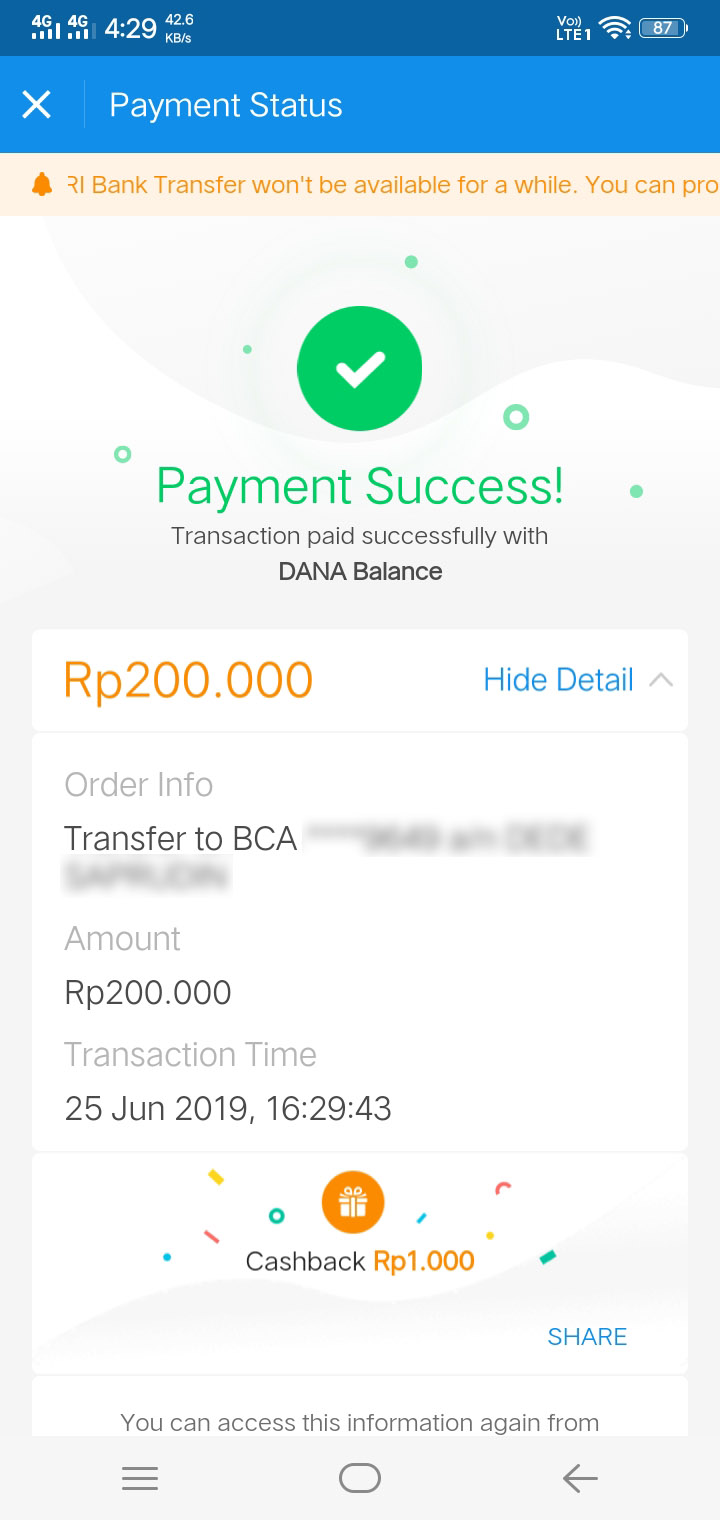 4G 4G 4:29 42.6 KB/s Vo)) LTE1 87
Payment Status
RI Bank Transfer won't be available for a while. You can pro
Payment Success!
Transaction paid successfully with
DANA Balance
Rp200.000 Hide Detail
Order Info
Transfer to BCA
Amount
Rp200.000
Transaction Time
25 Jun 2019, 16:29:43
Cashback Rp1.000
SHARE
You can access this information again from